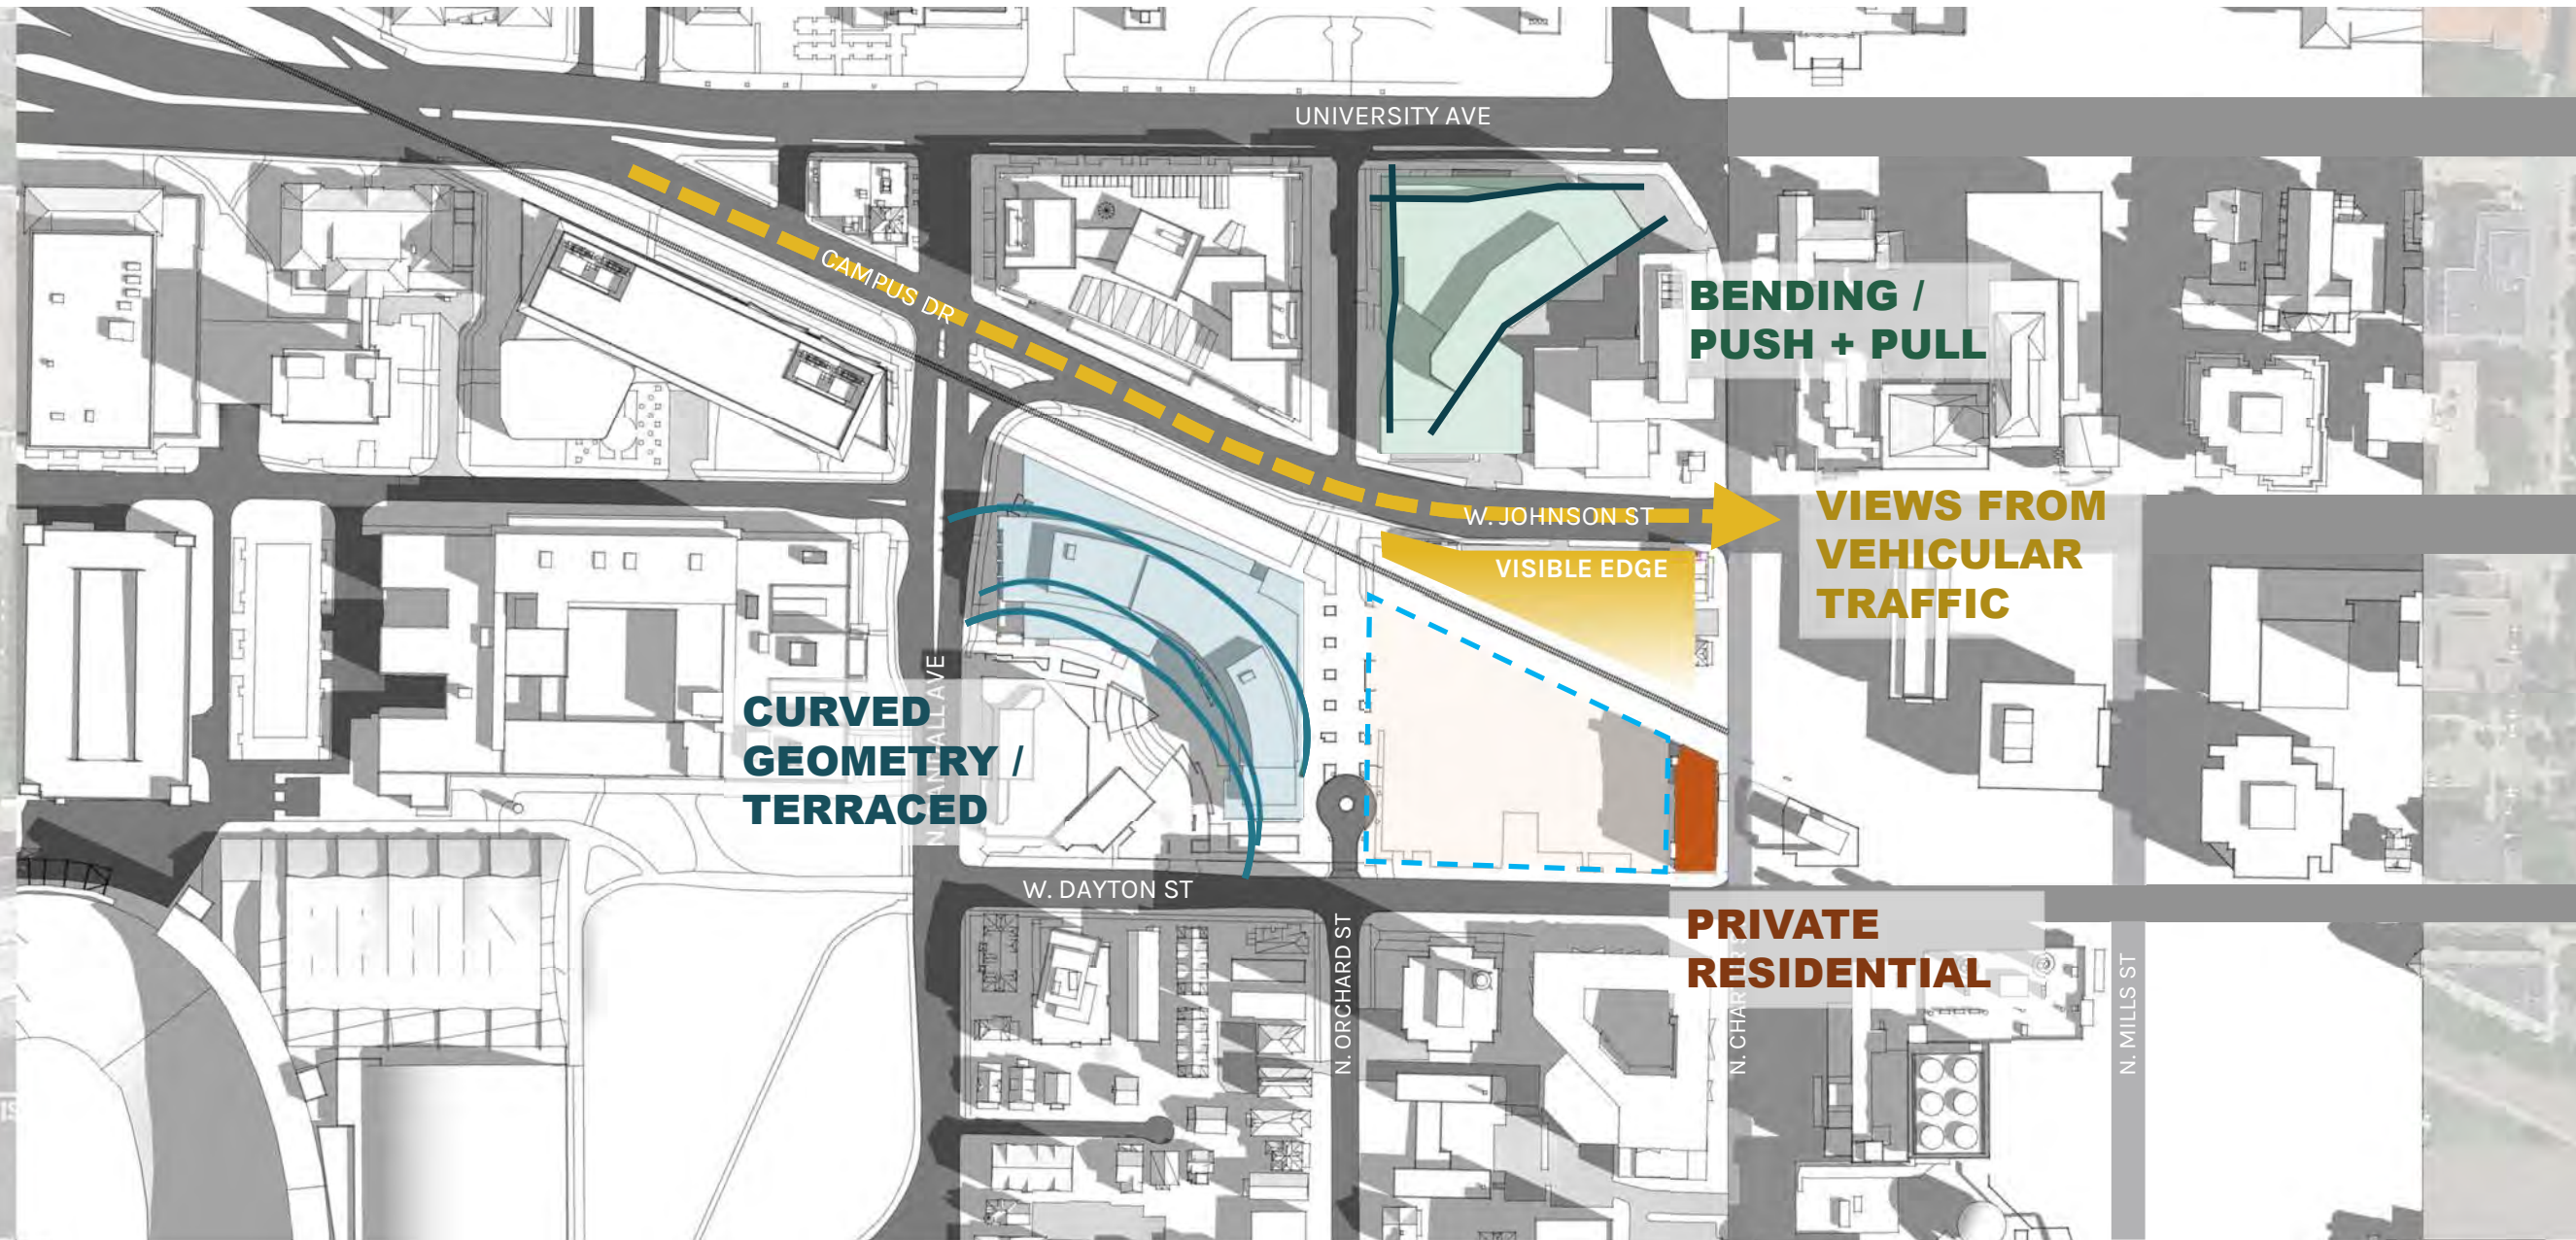 UNIVERSITY AVE
CAMPUS DR
BENDING /
PUSH + PULL
W. JOHNSON ST
VIEWS FROM
VEHICULAR
TRAFFIC
VISIBLE EDGE
CURVED
GEOMETRY /
TERRACED
AVE
W. DAYTON ST
PRIVATE
RESIDENTIAL
N. ORCHARD ST
N. MILLS ST